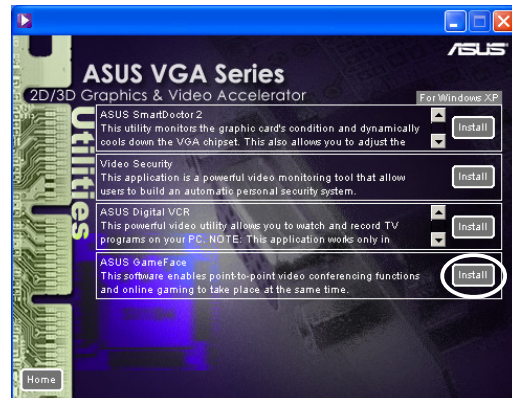 ASUS
ASUS VGA Series
2D/3D Graphics & Video Accelerator
For Windows XP
Utilities
ASUS SmartDoctor 2
This utility monitors the graphic card's condition and dynamically
cools down the VGA chipset. This also allows you to adjust the
Install
Video Security
This application is a powerful video monitoring tool that allow
users to build an automatic personal security system.
Install
ASUS Digital VCR
This powerful video utility allows you to watch and record TV
programs on your PC. NOTE: This application works only in
Install
ASUS GameFace
This software enables point-to-point video conferencing functions
and online gaming to take place at the same time.
Install
Home